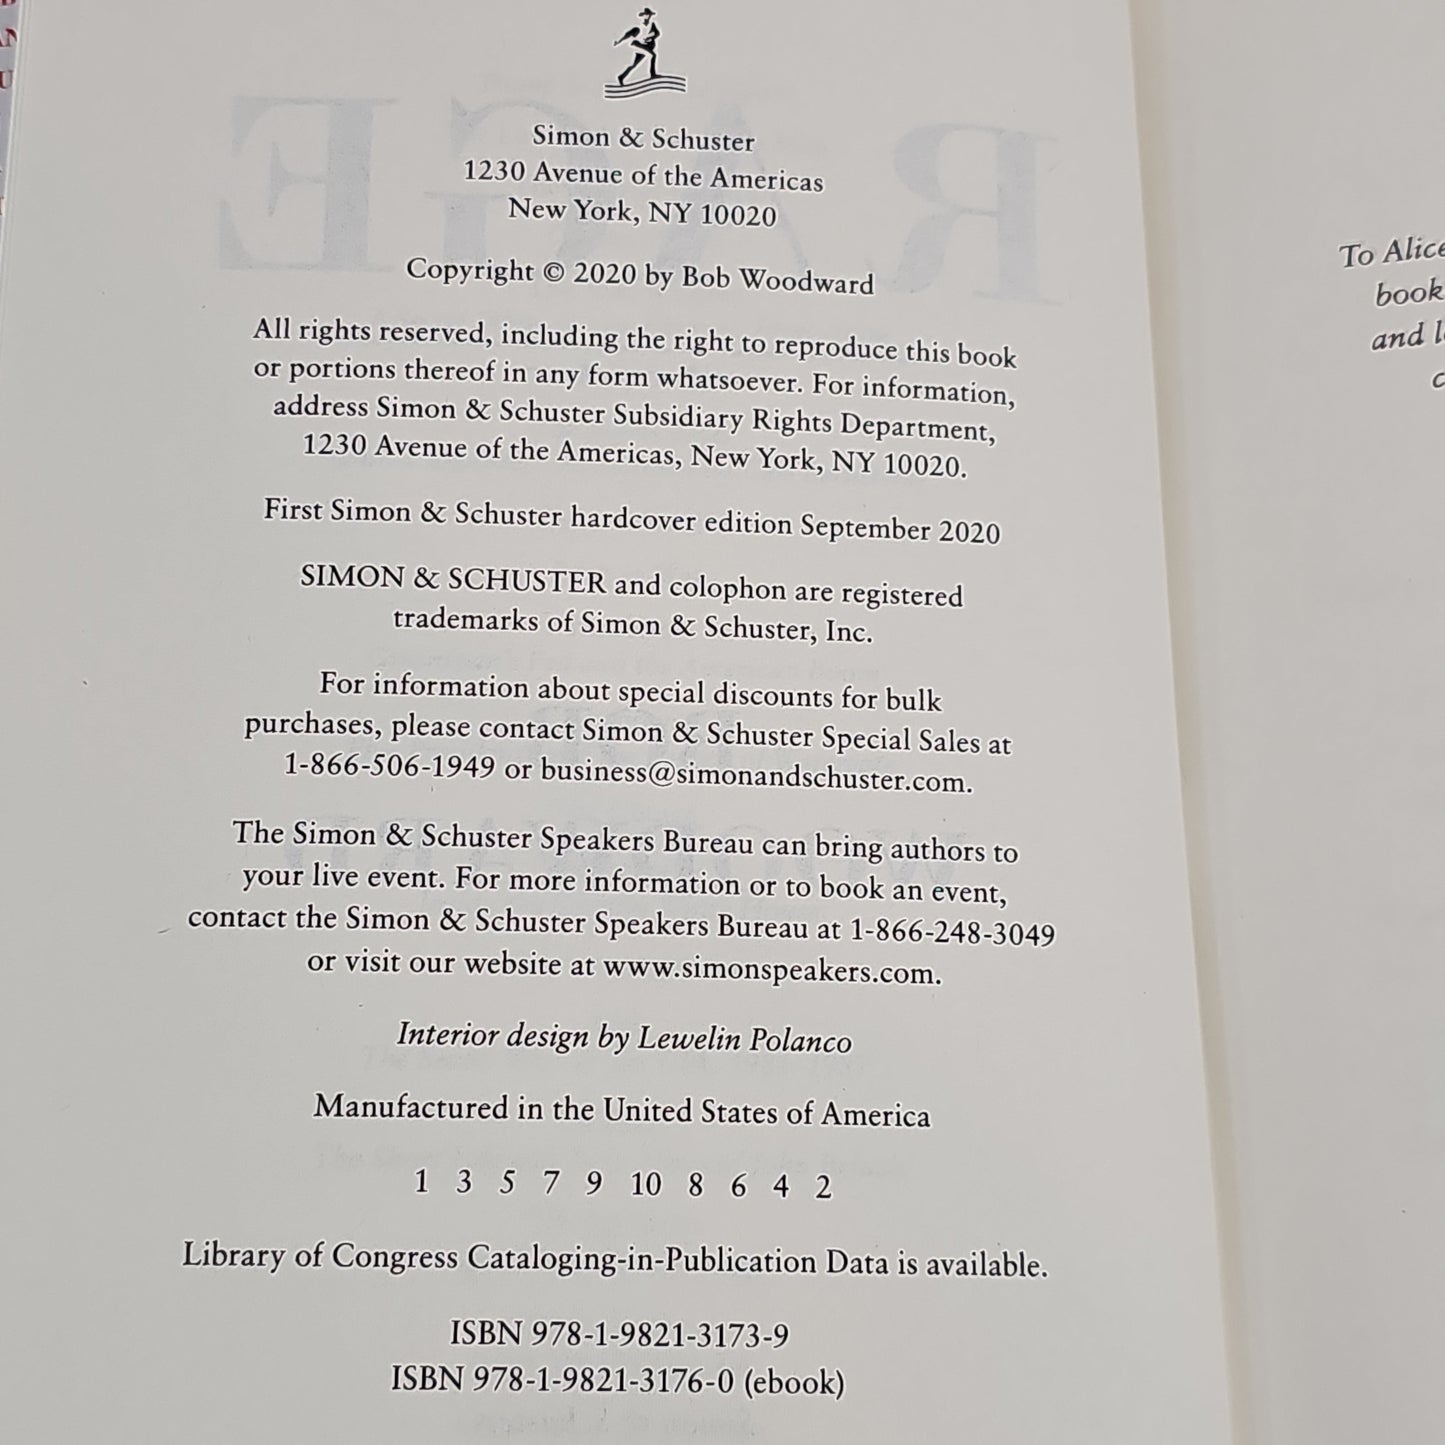 Simon & Schuster
1230 Avenue of the Americas
New York, NY 10020
Copyright © 2020 by Bob Woodward
All rights reserved, including the right to reproduce this book
or portions thereof in any form whatsoever. For information,
address Simon & Schuster Subsidiary Rights Department,
1230 Avenue of the Americas, New York, NY 10020.
First Simon & Schuster hardcover edition September 2020
SIMON & SCHUSTER and colophon are registered
trademarks of Simon & Schuster, Inc.
For information about special discounts for bulk
purchases, please contact Simon & Schuster Special Sales at
1-866-506-1949 or business@simonandschuster.com.
The Simon & Schuster Speakers Bureau can bring authors to
your live event. For more information or to book an event,
contact the Simon & Schuster Speakers Bureau at 1-866-248-3049
or visit our website at www.simonspeakers.com.
Interior design by Lewelin Polanco
Manufactured in the United States of America
1 3 5 7 9 10 8 6 4 2
Library of Congress Cataloging-in-Publication Data is available.
ISBN 978-1-9821-3173-9
ISBN 978-1-9821-3176-0 (ebook)
To Alice
book
and
RAGE